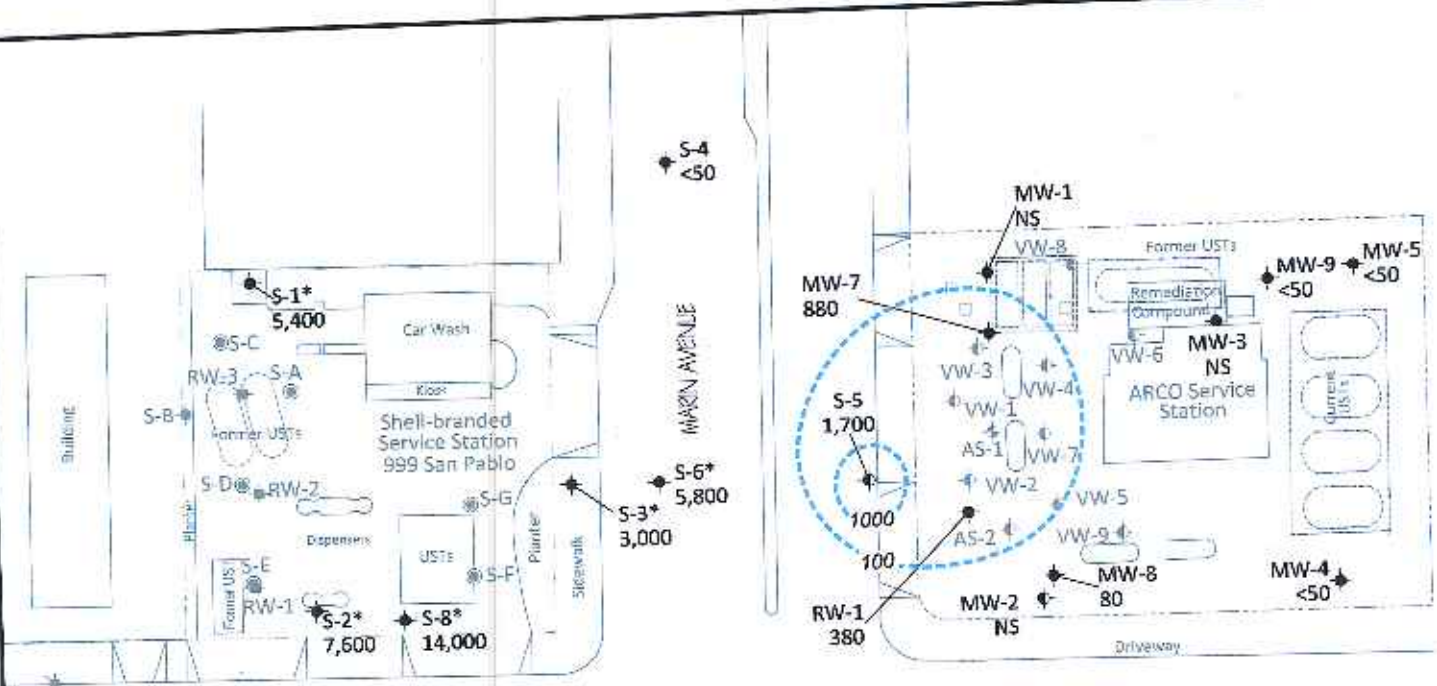 S-4
<50
MARIN AVENUE
S-1*
5,400
S-C
RW-3
S-A
S-B
Former USTs
S-D
RW-2
Building
Planter
Car Wash
Kiosk
Shell-branded
Service Station
999 San Pablo
Dispensers
S-G
USTs
S-F
S-E
Former UST
RW-1
S-2*
7,600
S-8*
14,000
Planter
Sidewalk
S-3*
3,000
S-6*
5,800
MW-1
NS
VW-8
MW-7
880
Former USTs
Remediation
Compound
MW-9
<50
MW-5
<50
MW-3
NS
VW-6
ARCO Service
Station
Current
USTs
VW-3
VW-4
VW-1
S-5
1,700
AS-1
VW-7
VW-2
VW-5
1000
AS-2
VW-9
100
RW-1
380
MW-2
NS
MW-8
80
MW-4
<50
Driveway